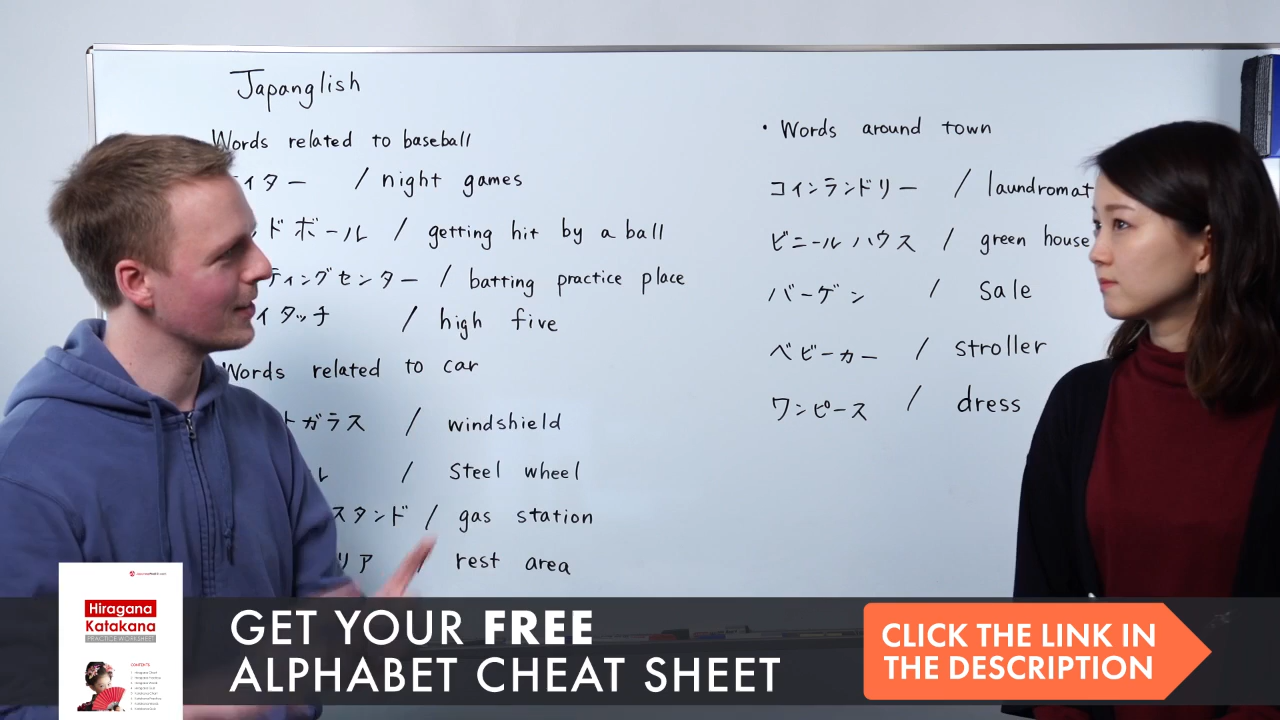 Japanglish
Words related to baseball
イター / night games
ドボール / getting hit by a ball
ティングセンター / batting practice place
イタッチ / high five
Words related to car
トガラス / windshield
ル / Steel wheel
スタンド / gas station
リア / rest area
・ Words around town
コインランドリー / laundromat
ビニールハウス / green house
バーゲン / Sale
ベビーカー / stroller
ワンピース / dress
Hiragana
Katakana
PRACTICE WORKSHEET
CONTENTS
GET YOUR FREE
ALPHABET CHEAT SHEET
CLICK THE LINK IN
THE DESCRIPTION